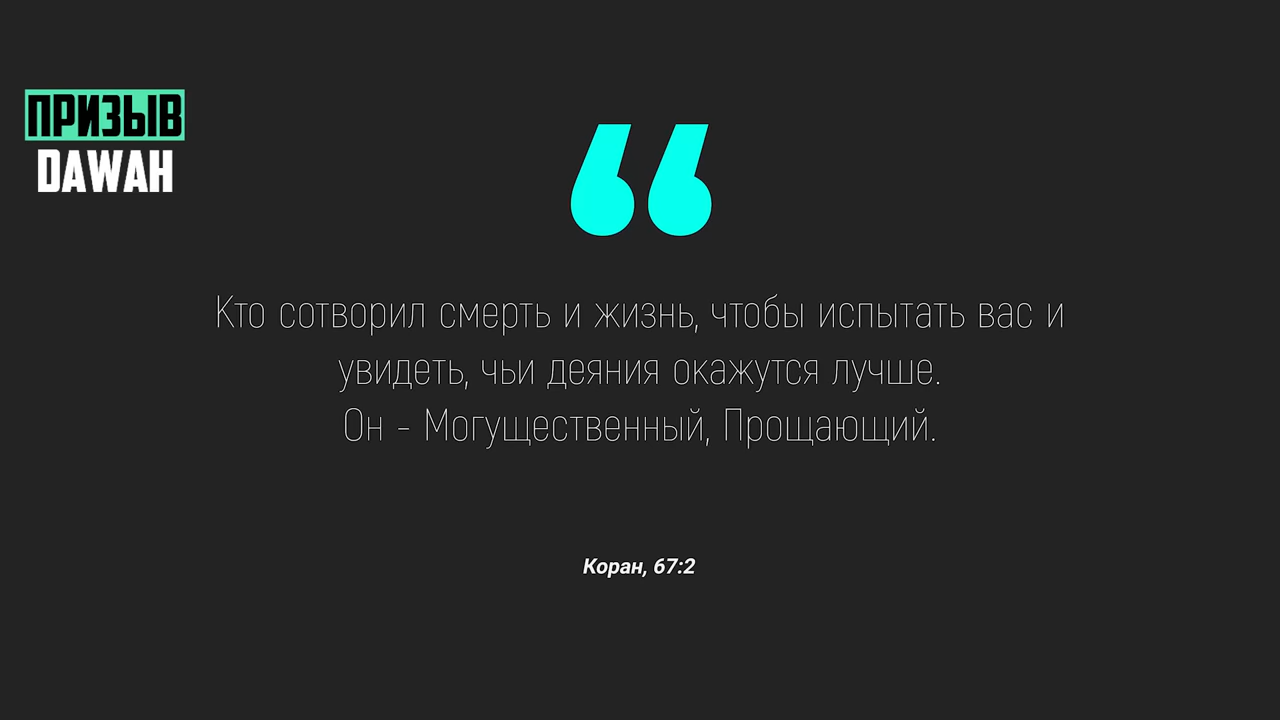 ПРИЗЫВ
DAWAH
Кто сотворил смерть и жизнь, чтобы испытать вас и
увидеть, чьи деяния окажутся лучше.
Он - Могущественный, Прощающий.
Коран, 67:2